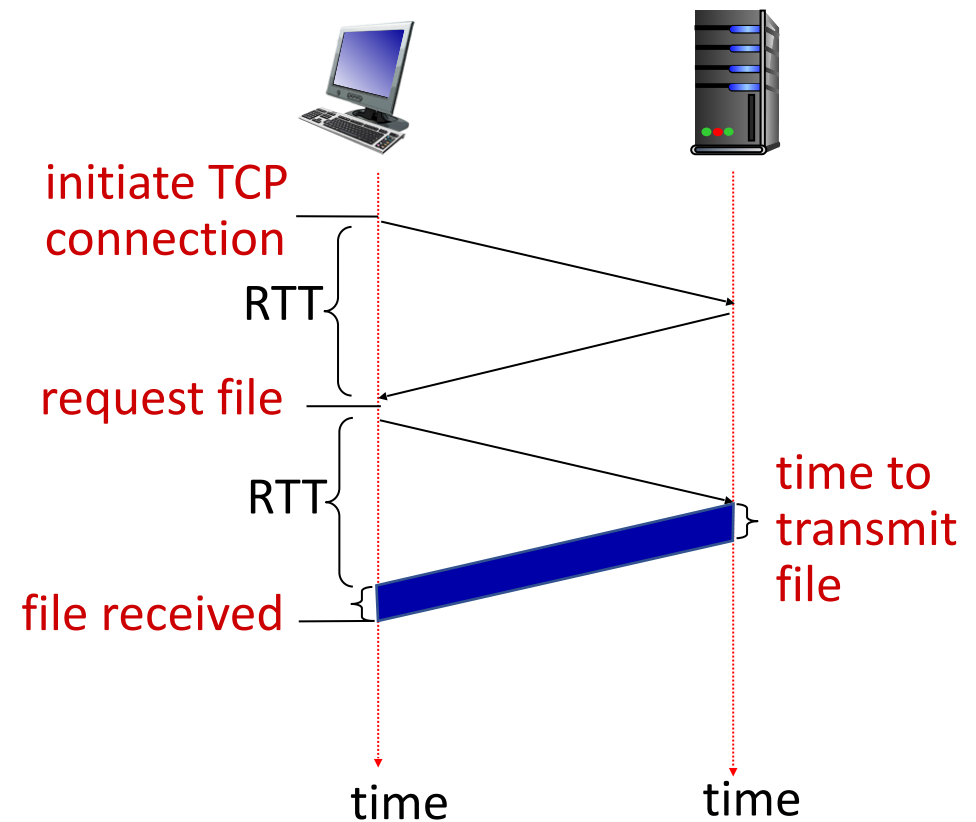 initiate TCP
connection
RTT
request file
RTT
time to
transmit
file
file received
time
time